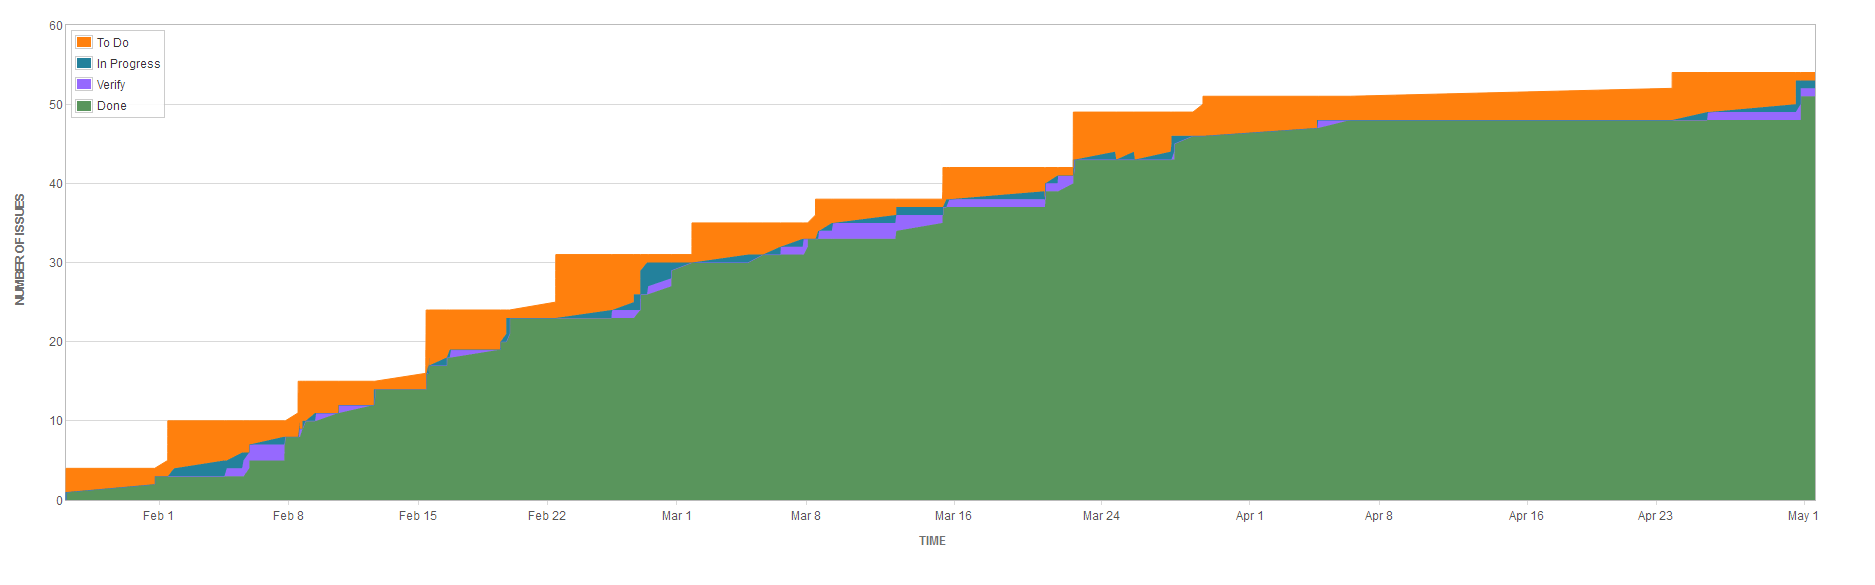 60
To Do
In Progress
Verify
Done
50
40
30
20
10
0
NUMBER OF ISSUES
Feb 1 Feb 8 Feb 15 Feb 22 Mar 1 Mar 8 Mar 16 Mar 24 Apr 1 Apr 8 Apr 16 Apr 23 May 1
TIME